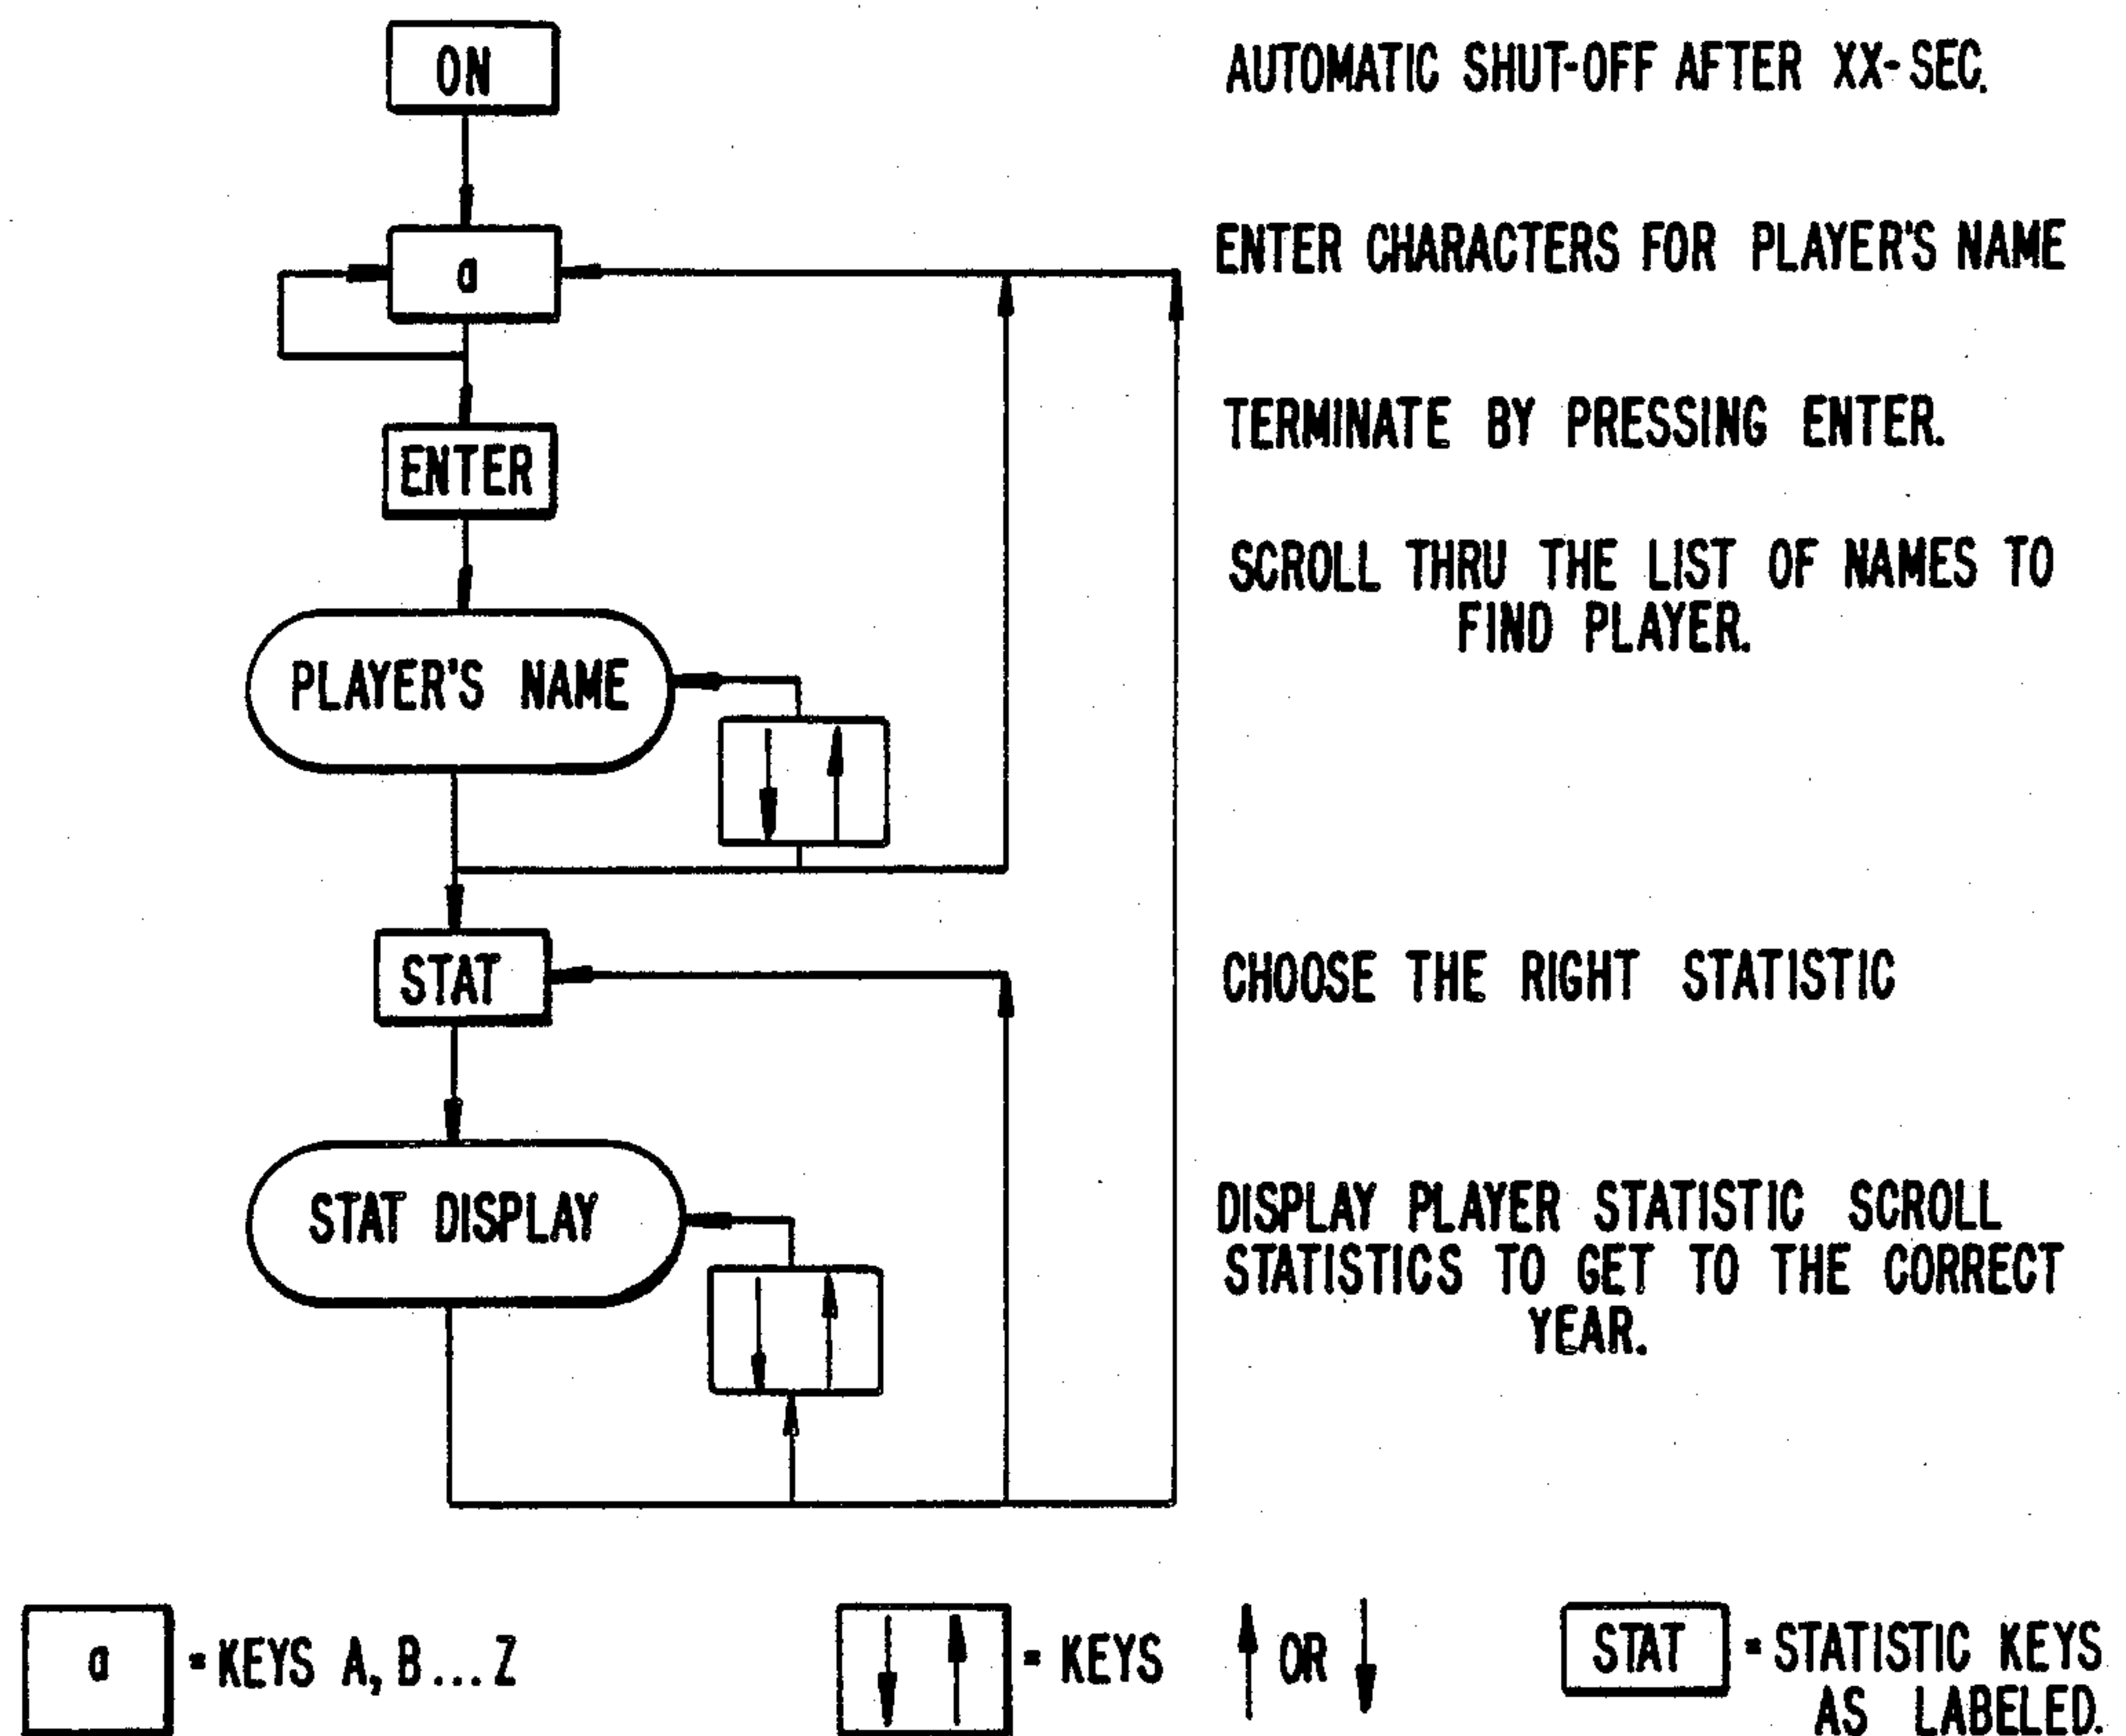 ON
AUTOMATIC SHUT-OFF AFTER XX-SEC.
a
ENTER CHARACTERS FOR PLAYER'S NAME
ENTER
TERMINATE BY PRESSING ENTER.
SCROLL THRU THE LIST OF NAMES TO
FIND PLAYER.
PLAYER'S NAME
STAT
CHOOSE THE RIGHT STATISTIC
STAT DISPLAY
DISPLAY PLAYER STATISTIC SCROLL
STATISTICS TO GET TO THE CORRECT
YEAR.
a = KEYS A, B...Z
↓ ↑ = KEYS ↑ OR ↓
STAT = STATISTIC KEYS
AS LABELED.